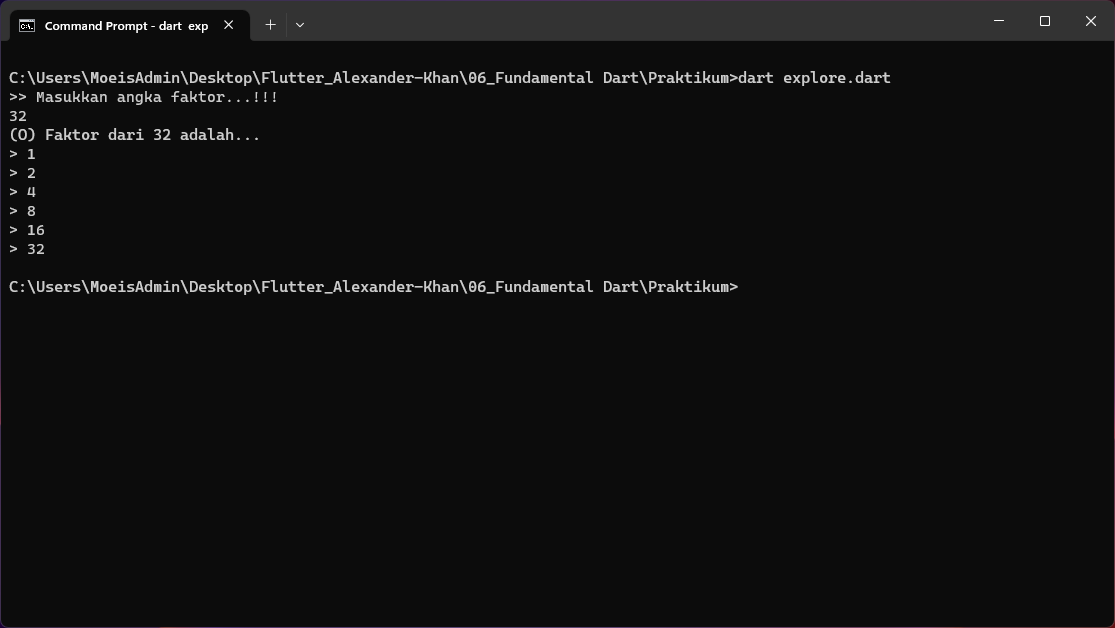 Command Prompt - dart exp
C:\Users\MoeisAdmin\Desktop\Flutter_Alexander-Khan\06_Fundamental Dart\Praktikum>dart explore.dart
>> Masukkan angka faktor...!!!
32
(O) Faktor dari 32 adalah...
> 1
> 2
> 4
> 8
> 16
> 32
C:\Users\MoeisAdmin\Desktop\Flutter_Alexander-Khan\06_Fundamental Dart\Praktikum>